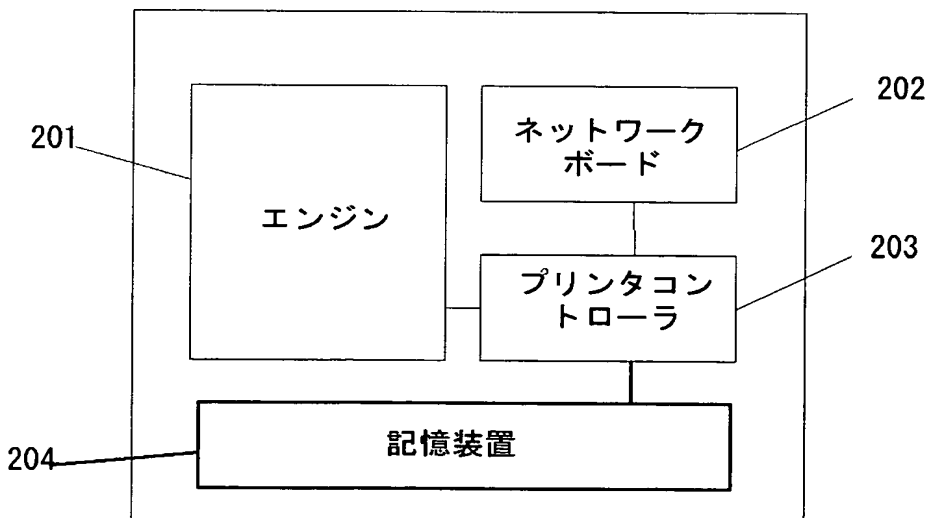 201
エンジン
ネットワーク
ボード
202
プリンタコン
トローラ
203
記憶装置
204